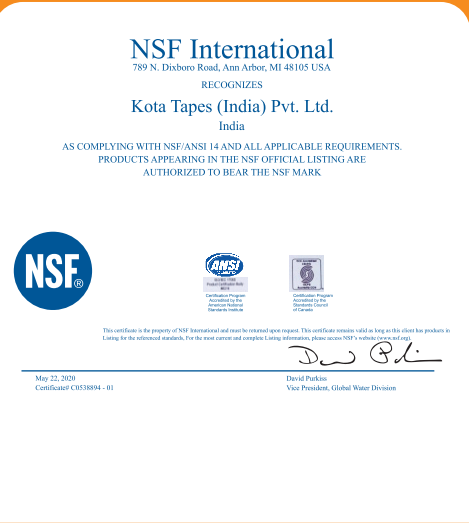 NSF International
789 N. Dixboro Road, Ann Arbor, MI 48105 USA
RECOGNIZES
Kota Tapes (India) Pvt. Ltd.
India
AS COMPLYING WITH NSF/ANSI 14 AND ALL APPLICABLE REQUIREMENTS.
PRODUCTS APPEARING IN THE NSF OFFICIAL LISTING ARE
AUTHORIZED TO BEAR THE NSF MARK
NSF®
ANSI
Certification Program
Accredited by the
American National
Standards Institute
Certification Program
Accredited by the
Standards Council
of Canada
This certificate is the property of NSF International and must be returned upon request. This certificate remains valid as long as this client has products in
Listing for the referenced standards, For the most current and complete Listing information, please access NSF's website (www.nsf.org).
May 22, 2020
Certificate# C0538894 - 01
David Purkiss
Vice President, Global Water Division